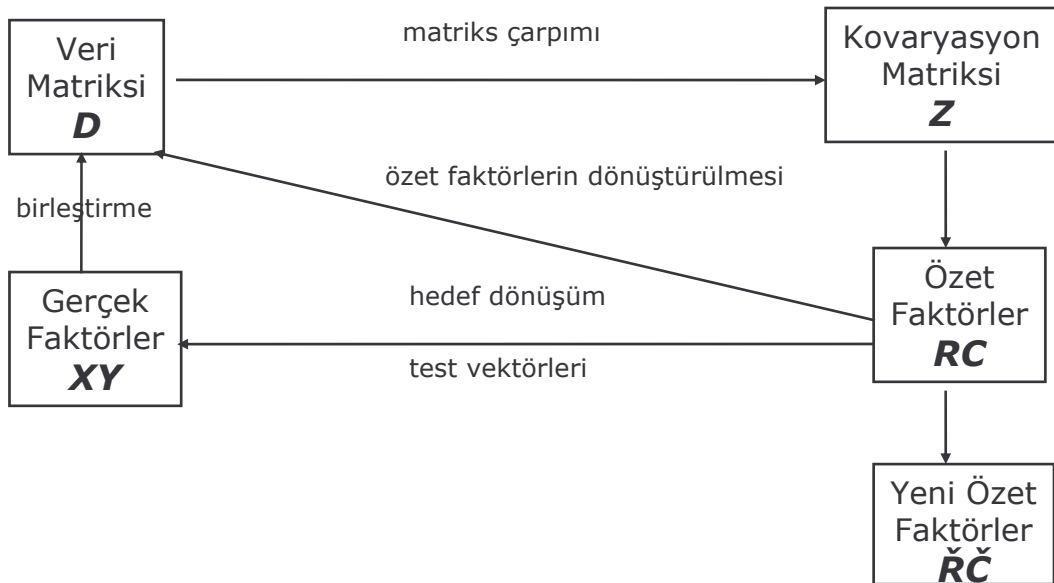 Veri
Matriksi
D
matriks çarpımı
Kovaryasyon
Matriksi
Z
özet faktörlerin dönüştürülmesi
birleştirme
Gerçek
Faktörler
XY
hedef dönüşüm
test vektörleri
Özet
Faktörler
RC
Yeni Özet
Faktörler
ŘČ